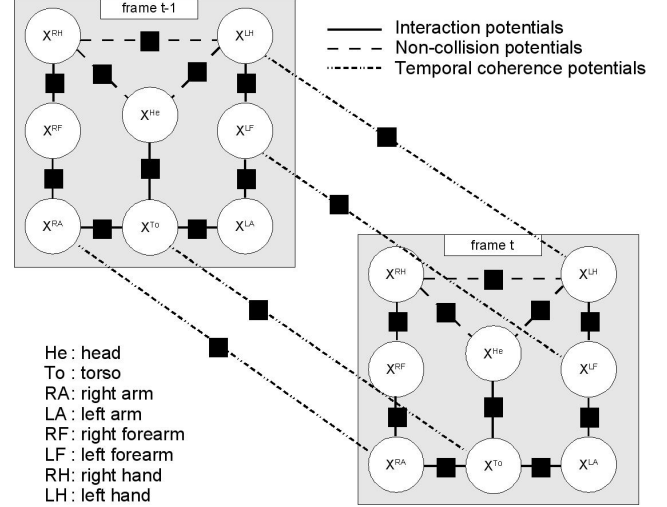 frame t-1
Interaction potentials
Non-collision potentials
Temporal coherence potentials
X^RH X^LH
X^He
X^RF X^LF
X^RA X^To X^LA
frame t
X^RH X^LH
X^He
X^RF X^LF
X^RA X^To X^LA
He : head
To : torso
RA : right arm
LA : left arm
RF : right forearm
LF : left forearm
RH : right hand
LH : left hand